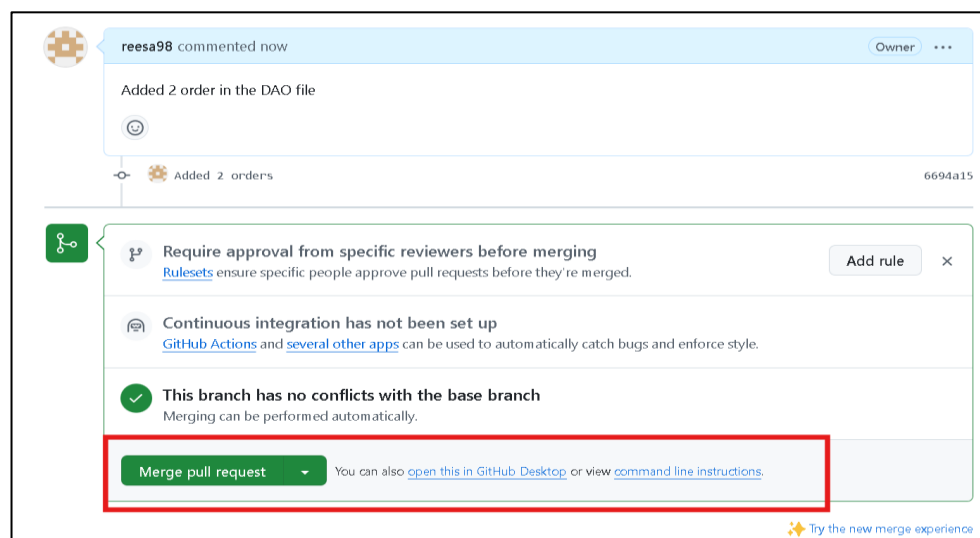 reesa98 commented now
Owner
Added 2 order in the DAO file
Added 2 orders
6694a15
Require approval from specific reviewers before merging
Rulesets ensure specific people approve pull requests before they're merged.
Add rule
Continuous integration has not been set up
GitHub Actions and several other apps can be used to automatically catch bugs and enforce style.
This branch has no conflicts with the base branch
Merging can be performed automatically.
Merge pull request
You can also open this in GitHub Desktop or view command line instructions.
Try the new merge experience